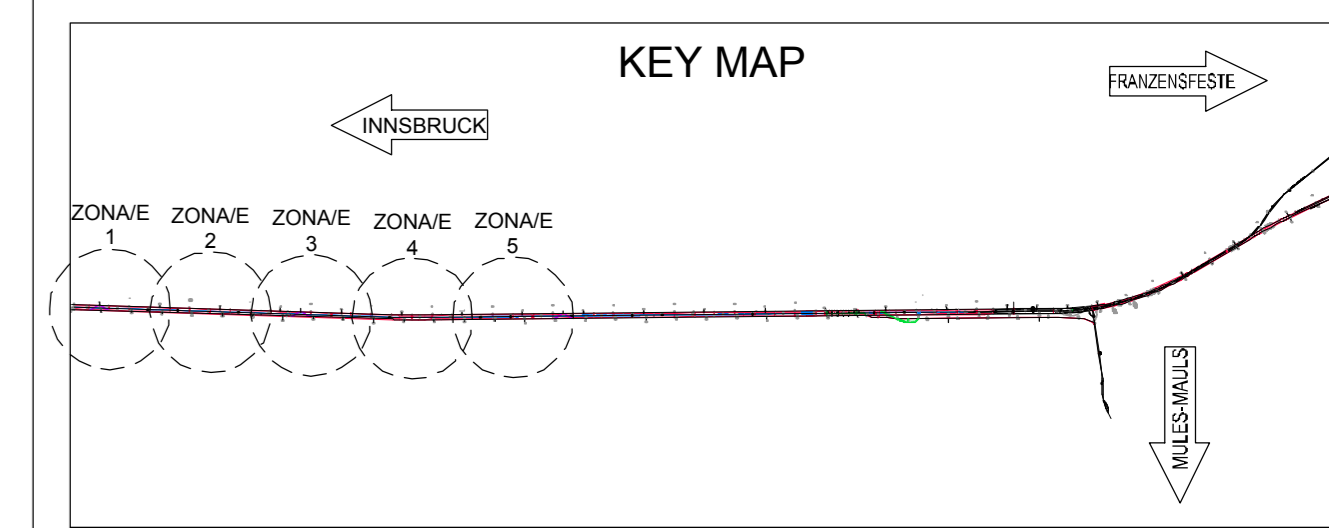 KEY MAP
FRANZENSFESTE
INNSBRUCK
ZONA/E
1
ZONA/E
2
ZONA/E
3
ZONA/E
4
ZONA/E
5
MULES-MAULS